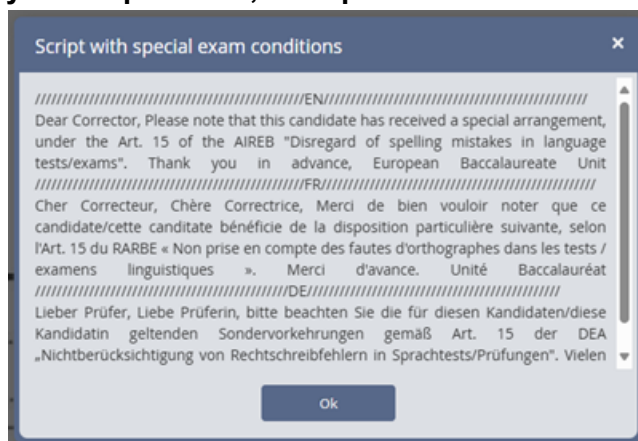 Script with special exam conditions ×
//////////////////////////////////////////////////EN//////////////////////////////////////////////////
Dear Corrector, Please note that this candidate has received a special arrangement,
under the Art. 15 of the AIREB "Disregard of spelling mistakes in language
tests/exams". Thank you in advance, European Baccalaureate Unit
//////////////////////////////////////////////////FR//////////////////////////////////////////////////
Cher Correcteur, Chère Correctrice, Merci de bien vouloir noter que ce
candidate/cette canditate bénéficie de la disposition particulière suivante, selon
l'Art. 15 du RARBE « Non prise en compte des fautes d'orthographes dans les tests /
examens linguistiques ». Merci d'avance. Unité Baccalauréat
///////////////////////////////////////////////DE///////////////////////////////////////////////
Lieber Prüfer, Liebe Prüferin, bitte beachten Sie die für diesen Kandidaten/diese
Kandidatin geltenden Sondervorkehrungen gemäß Art. 15 der DEA
„Nichtberücksichtigung von Rechtschreibfehlern in Sprachtests/Prüfungen". Vielen
Ok